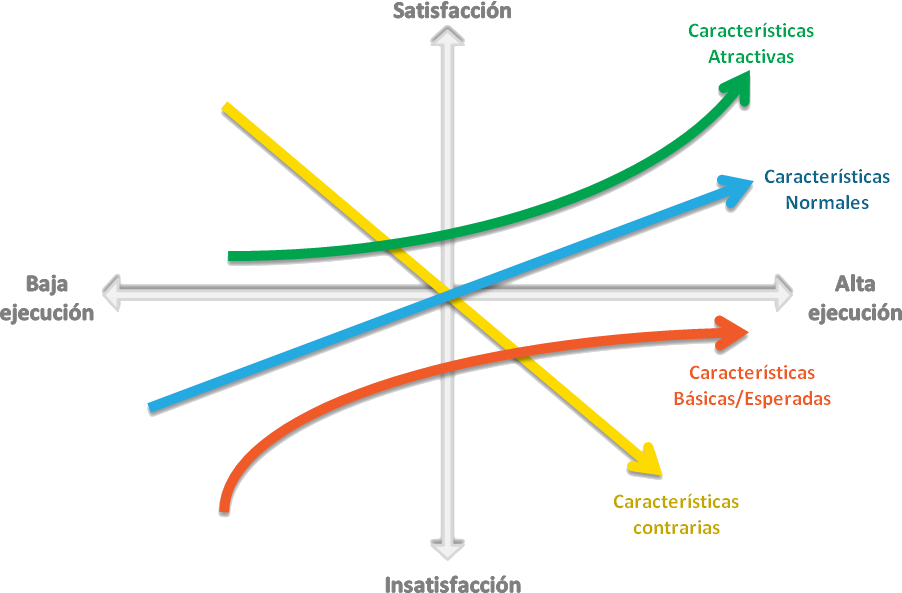 Satisfacción
Características
Atractivas
Características
Normales
Baja
ejecución
Alta
ejecución
Características
Básicas/Esperadas
Características
contrarias
Insatisfacción